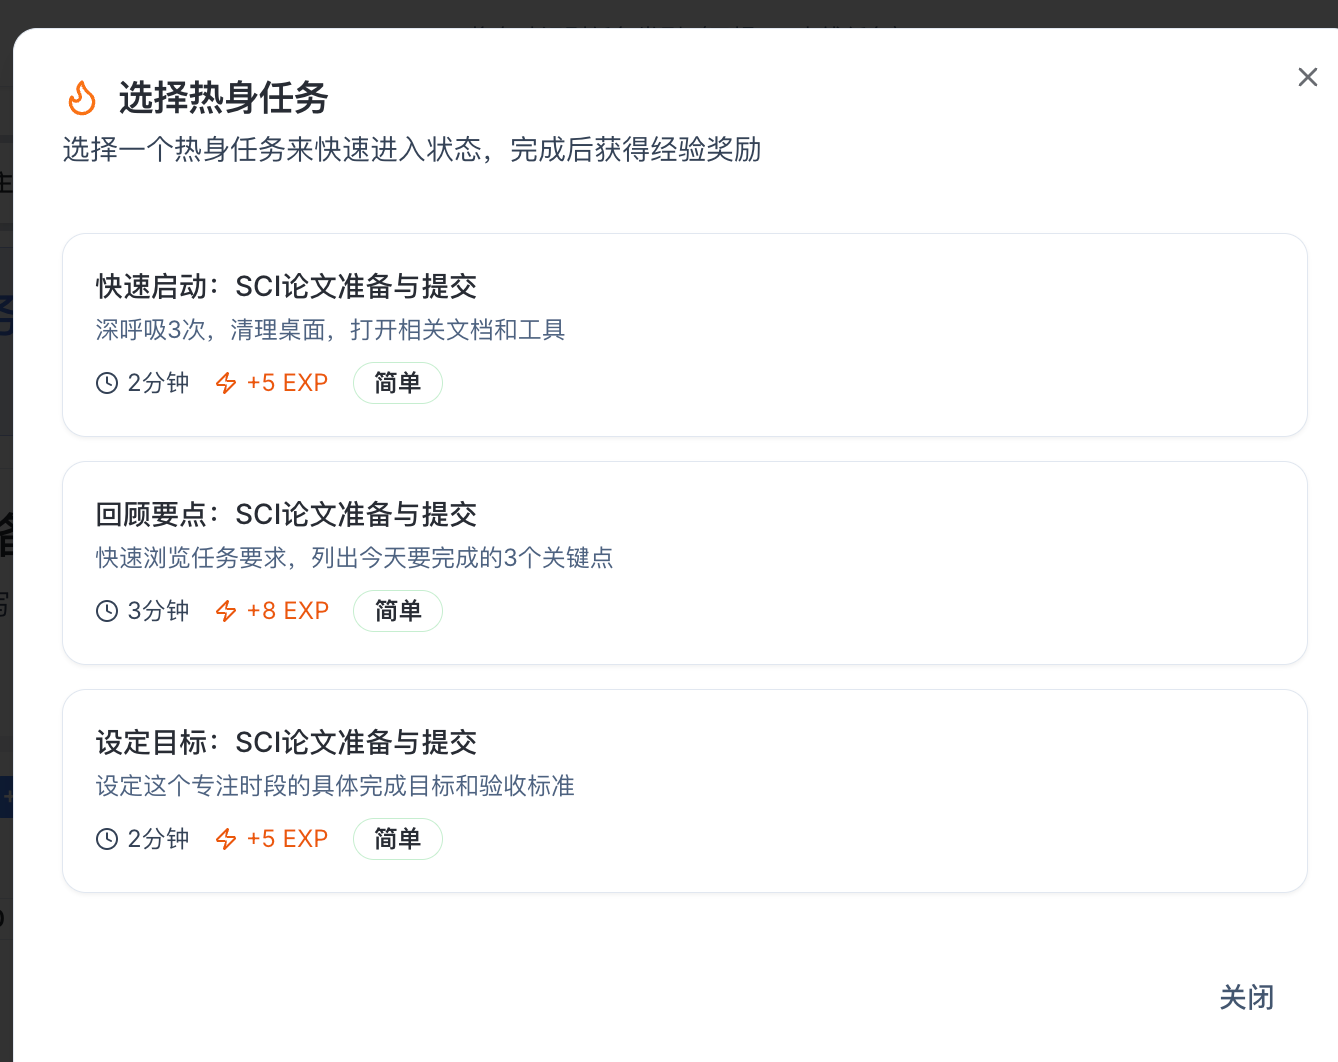 选择热身任务
选择一个热身任务来快速进入状态，完成后获得经验奖励
快速启动：SCI论文准备与提交
深呼吸3次，清理桌面，打开相关文档和工具
2分钟 +5 EXP 简单
回顾要点：SCI论文准备与提交
快速浏览任务要求，列出今天要完成的3个关键点
3分钟 +8 EXP 简单
设定目标：SCI论文准备与提交
设定这个专注时段的具体完成目标和验收标准
2分钟 +5 EXP 简单
关闭